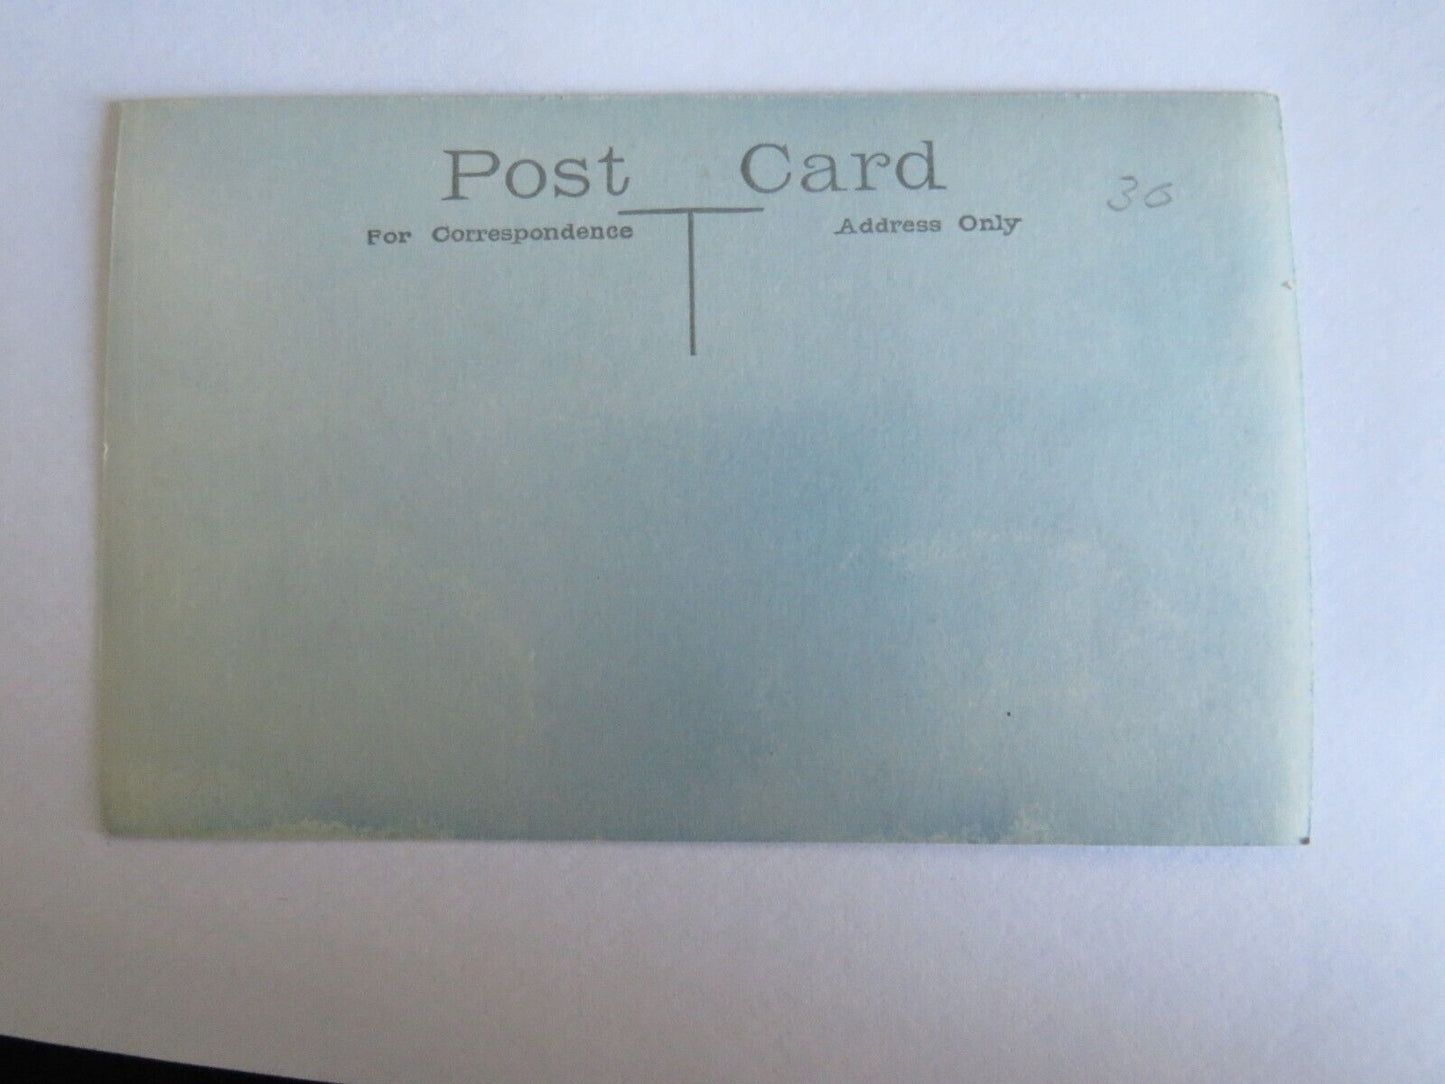 Post Card
For Correspondence
Address Only
36